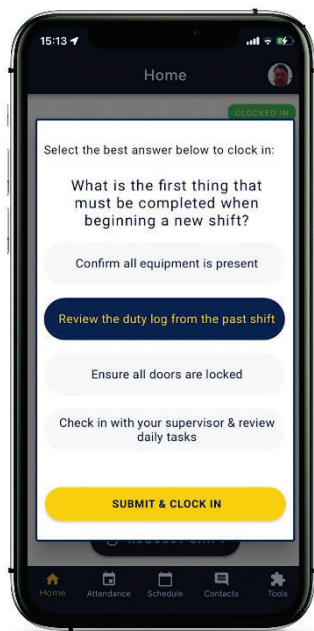 15:13
Home
CLOCKED IN
Select the best answer below to clock in:
What is the first thing that
must be completed when
beginning a new shift?
Confirm all equipment is present
Review the duty log from the past shift
Ensure all doors are locked
Check in with your supervisor & review
daily tasks
SUBMIT & CLOCK IN
REQUEST SHIFT
Home Attendance Schedule Contacts Tools